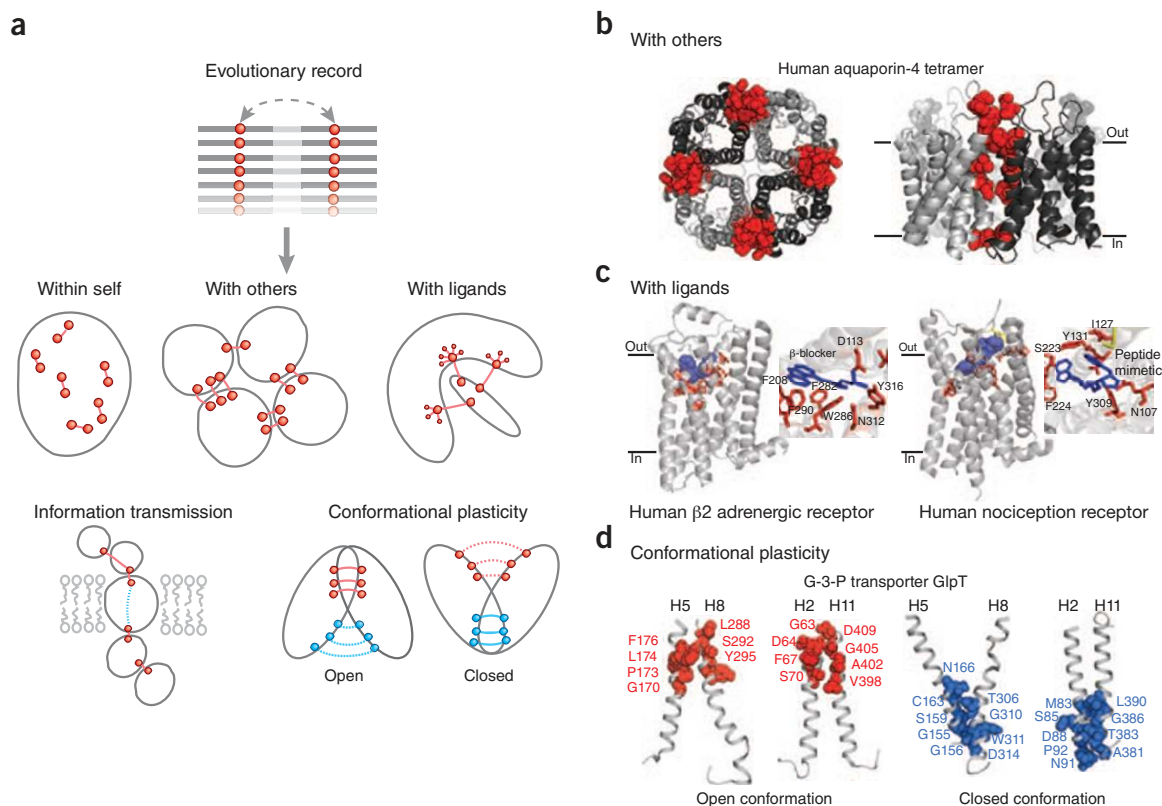 a
Evolutionary record
Within self
With others
With ligands
Information transmission
Conformational plasticity
Open
Closed
b
With others
Human aquaporin-4 tetramer
Out
In
c
With ligands
Out
In
β-blocker
D113
F208
F282
Y316
F290
W286
N312
Human β2 adrenergic receptor
Out
In
I127
Y131
S223
Peptide
mimetic
F224
Y309
N107
Human nociception receptor
d
Conformational plasticity
G-3-P transporter GlpT
H5
H8
L288
F176
S292
L174
Y295
P173
G170
H2
H11
G63
D409
D64
G405
F67
A402
S70
V398
Open conformation
H5
H8
N166
C163
T306
S159
G310
G155
W311
G156
D314
H2
H11
M83
L390
S85
G386
D88
T383
P92
A381
N91
Closed conformation